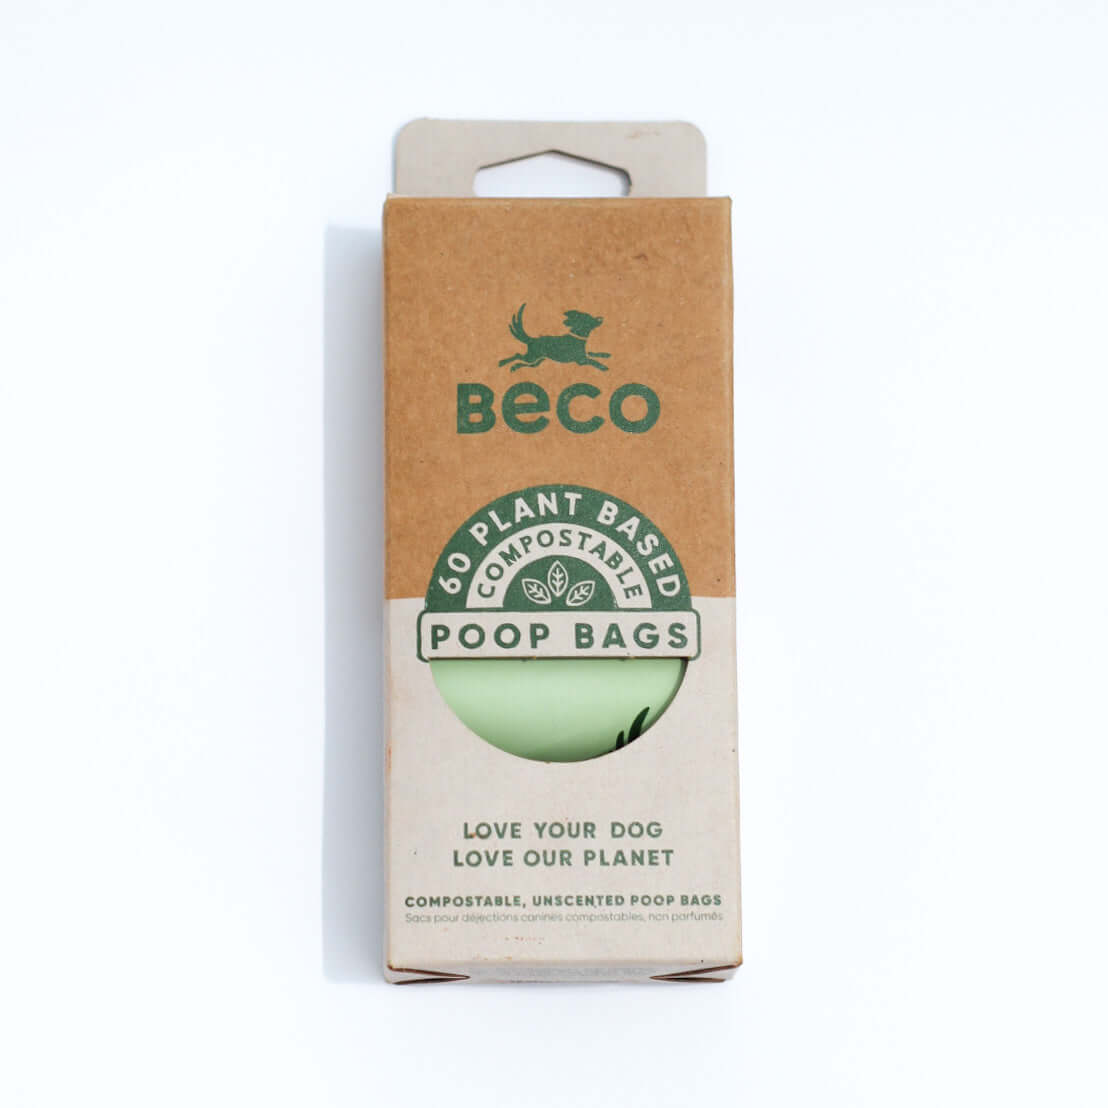 Beco
60 PLANT BASED
COMPOSTABLE
POOP BAGS
LOVE YOUR DOG
LOVE OUR PLANET
COMPOSTABLE, UNSCENTED POOP BAGS
Sacs pour déjections canines compostables, non parfumés